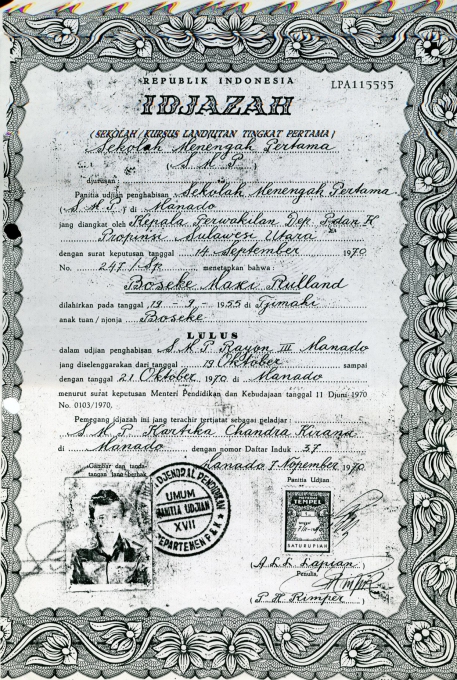 REPUBLIK INDONESIA
LPA115535
IDJAZAH
(SEKOLAH / KURSUS LANDJUTAN TINGKAT PERTAMA)
Sekolah Menengah Pertama
(S M P)
djurusan :
Panitia udjian penghabisan Sekolah Menengah Pertama
(S M P) di Manado
jang diangkat oleh Kepala Perwakilan Dep. P dan K
Propinsi Sulawesi Utara
dengan surat keputusan tanggal 14 September 1970
No. 247 / Sp menetapkan bahwa :
Boseke Maxi Rulland
dilahirkan pada tanggal 19 - 9 - 1955 di Tjimahi
anak tuan / njonja Boseke
LULUS
dalam udjian penghabisan S M P Rayon III Manado
jang diselenggarakan dari tanggal 19 Oktober sampai
dengan tanggal 21 Oktober 1970 di Manado
menurut surat keputusan Menteri Pendidikan dan Kebudajaan tanggal 11 Djuni 1970
No. 0103/1970.
Pemegang idjazah ini jang terachir tertjatat sebagai peladjar :
S M P Kartika Chandra Kirana
di Manado dengan nomor Daftar Induk 57
Gambar dan tanda-
tangan jang berhak
Manado 7 Nopember 1970
Panitia Udjian
DJENDRAL PENDIDIKAN
UMUM
PANITIA UDJIAN
XVII
DEPARTEMEN P & K
TEMPEL
SATU RUPIAH
(A. L. L. Lapian)
Penulis,
(P. H. Rimper)